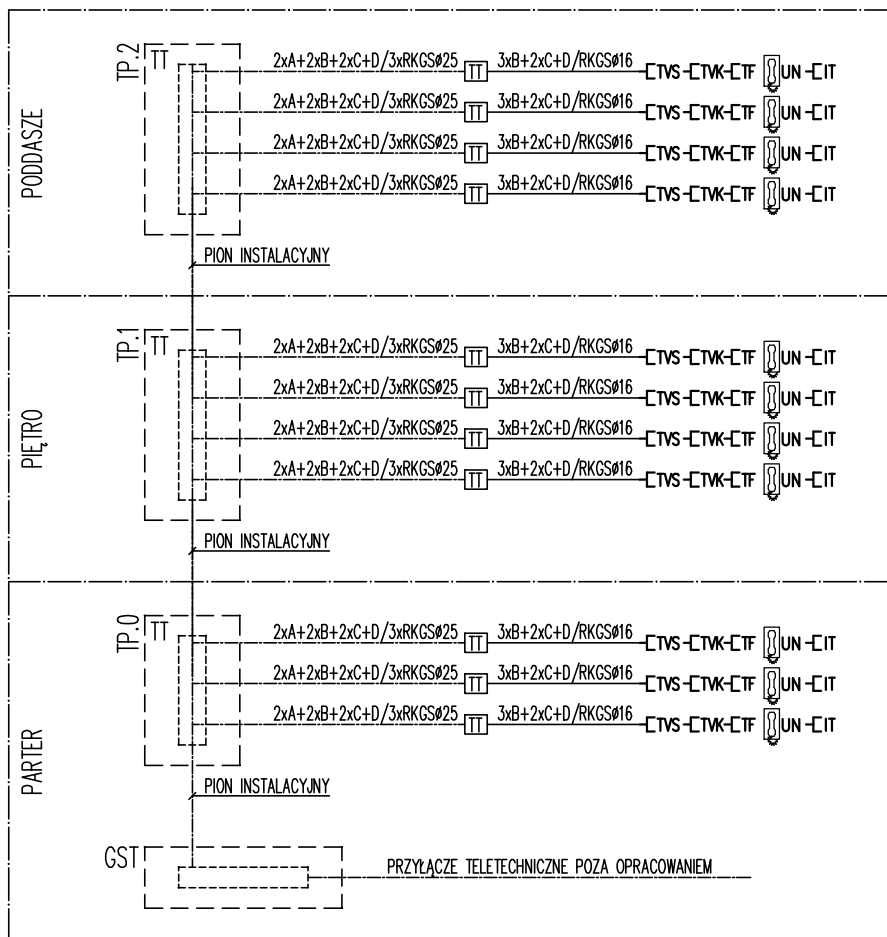 PODDASZE
TP.2 TT
2xA+2xB+2xC+D/3xRKGSø25 TT 3xB+2xC+D/RKGSø16 TVS TVK TF UN IT
2xA+2xB+2xC+D/3xRKGSø25 TT 3xB+2xC+D/RKGSø16 TVS TVK TF UN IT
2xA+2xB+2xC+D/3xRKGSø25 TT 3xB+2xC+D/RKGSø16 TVS TVK TF UN IT
2xA+2xB+2xC+D/3xRKGSø25 TT 3xB+2xC+D/RKGSø16 TVS TVK TF UN IT
PION INSTALACYJNY
PIĘTRO
TP.1 TT
2xA+2xB+2xC+D/3xRKGSø25 TT 3xB+2xC+D/RKGSø16 TVS TVK TF UN IT
2xA+2xB+2xC+D/3xRKGSø25 TT 3xB+2xC+D/RKGSø16 TVS TVK TF UN IT
2xA+2xB+2xC+D/3xRKGSø25 TT 3xB+2xC+D/RKGSø16 TVS TVK TF UN IT
2xA+2xB+2xC+D/3xRKGSø25 TT 3xB+2xC+D/RKGSø16 TVS TVK TF UN IT
PION INSTALACYJNY
PARTER
TP.0 TT
2xA+2xB+2xC+D/3xRKGSø25 TT 3xB+2xC+D/RKGSø16 TVS TVK TF UN IT
2xA+2xB+2xC+D/3xRKGSø25 TT 3xB+2xC+D/RKGSø16 TVS TVK TF UN IT
2xA+2xB+2xC+D/3xRKGSø25 TT 3xB+2xC+D/RKGSø16 TVS TVK TF UN IT
PION INSTALACYJNY
GST
PRZYŁĄCZE TELETECHNICZNE POZA OPRACOWANIEM